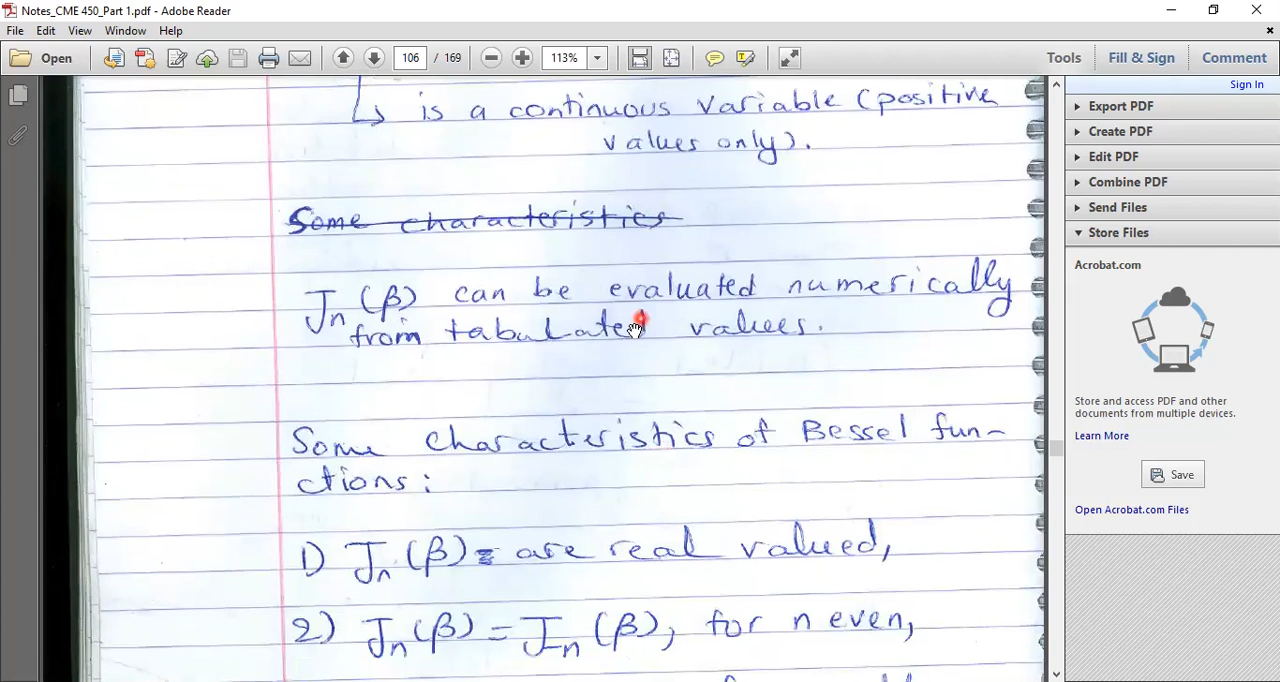 Notes_CME 450_Part 1.pdf - Adobe Reader
File Edit View Window Help
Open 106 / 169 113% Tools Fill & Sign Comment
Sign In
Export PDF
Create PDF
Edit PDF
Combine PDF
Send Files
Store Files
Acrobat.com
Store and access PDF and other
documents from multiple devices.
Learn More
Save
Open Acrobat.com Files
↳ is a continuous variable (positive
values only).
Some characteristics
Jn (β) can be evaluated numerically
from tabulated values.
Some characteristics of Bessel fun-
ctions:
1) Jn (β) are real valued,
2) Jn (β) = J-n (β), for n even,